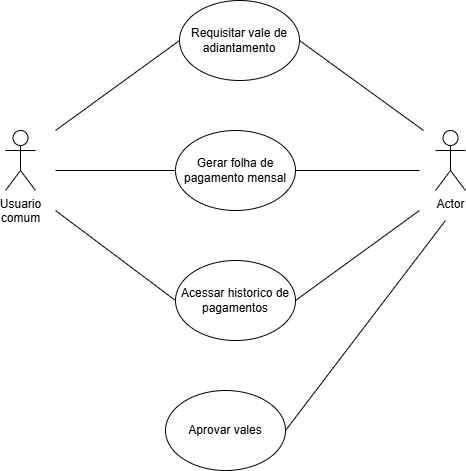 Requisitar vale de
adiantamento
Gerar folha de
pagamento mensal
Usuario
comum
Actor
Acessar historico de
pagamentos
Aprovar vales